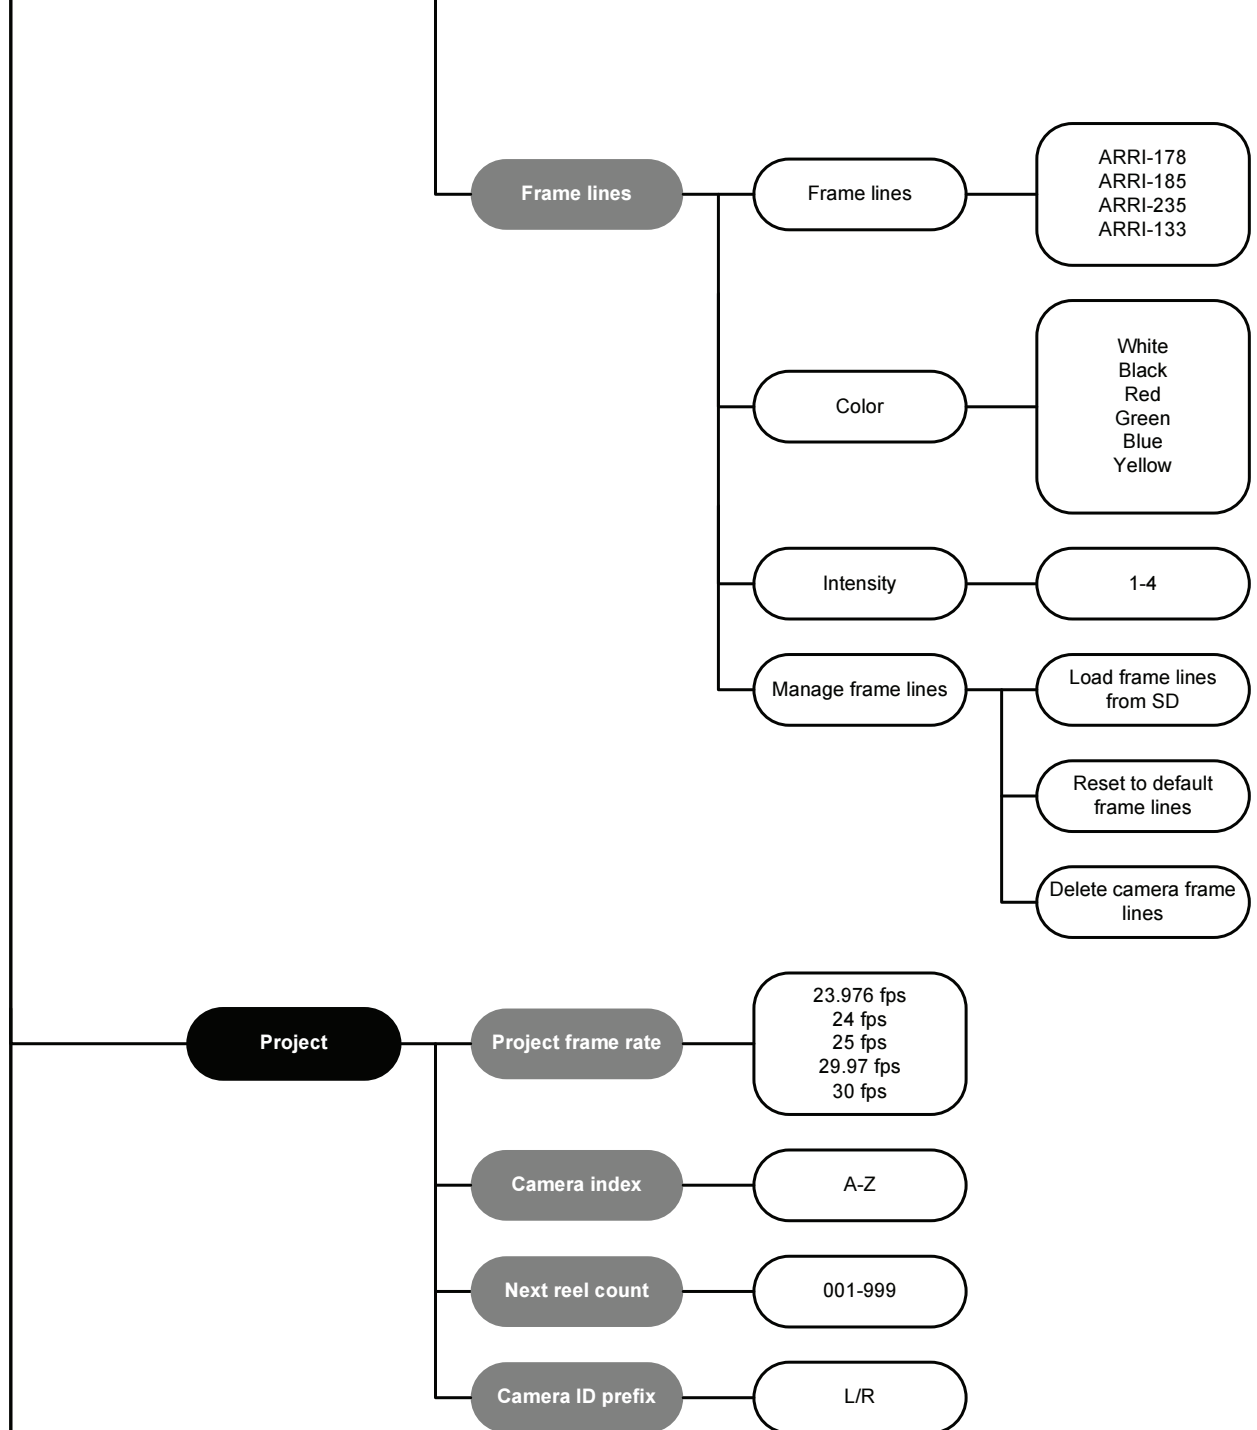 Frame lines
Frame lines
ARRI-178
ARRI-185
ARRI-235
ARRI-133
Color
White
Black
Red
Green
Blue
Yellow
Intensity
1-4
Manage frame lines
Load frame lines
from SD
Reset to default
frame lines
Delete camera frame
lines
Project
Project frame rate
23.976 fps
24 fps
25 fps
29.97 fps
30 fps
Camera index
A-Z
Next reel count
001-999
Camera ID prefix
L/R